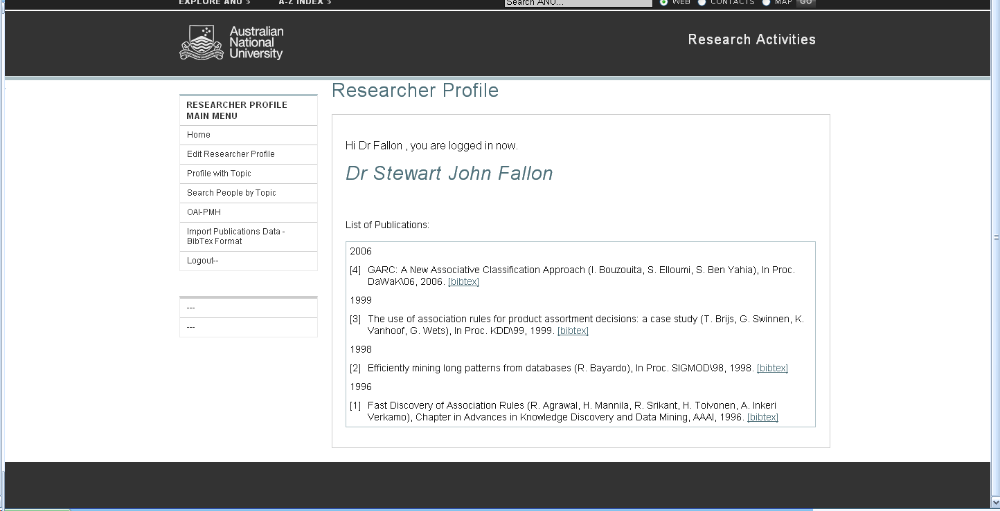 EXPLORE ANU » A-Z INDEX » Search ANU... WEB CONTACTS MAP GO
Australian
National
University
Research Activities
Researcher Profile
RESEARCHER PROFILE
MAIN MENU
Home
Edit Researcher Profile
Profile with Topic
Search People by Topic
OAI-PMH
Import Publications Data -
BibTex Format
Logout--
---
---
Hi Dr Fallon , you are logged in now.
Dr Stewart John Fallon
List of Publications:
2006
[4] GARC: A New Associative Classification Approach (I. Bouzouita, S. Elloumi, S. Ben Yahia), In Proc.
DaWaK\06, 2006. [bibtex]
1999
[3] The use of association rules for product assortment decisions: a case study (T. Brijs, G. Swinnen, K.
Vanhoof, G. Wets), In Proc. KDD\99, 1999. [bibtex]
1998
[2] Efficiently mining long patterns from databases (R. Bayardo), In Proc. SIGMOD\98, 1998. [bibtex]
1996
[1] Fast Discovery of Association Rules (R. Agrawal, H. Mannila, R. Srikant, H. Toivonen, A. Inkeri
Verkamo), Chapter in Advances in Knowledge Discovery and Data Mining, AAAI, 1996. [bibtex]